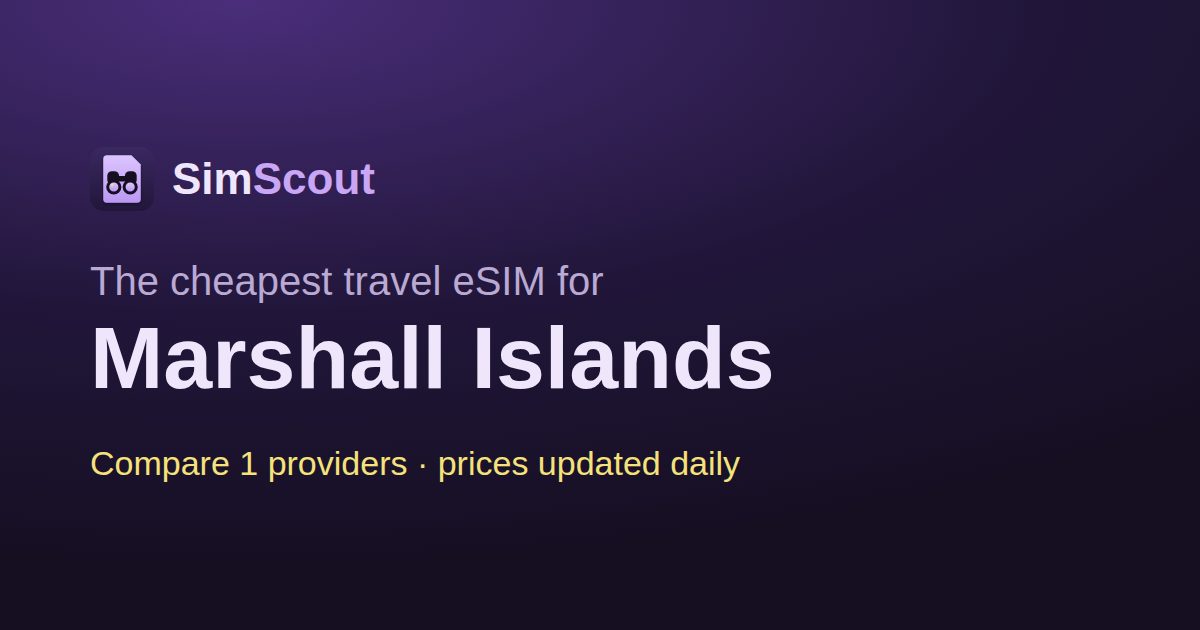 SimScout
The cheapest travel eSIM for
Marshall Islands
Compare 1 providers · prices updated daily